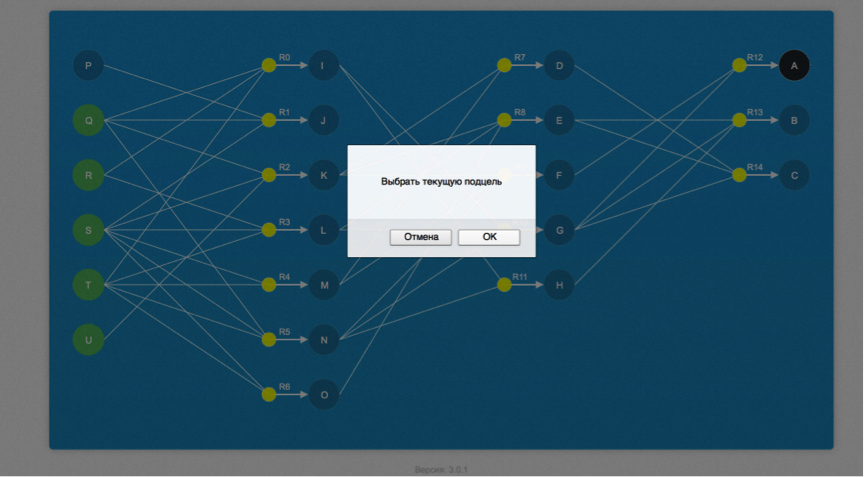 P R0 I R7 D R12 A
Q R1 J R8 E R13 B
R R2 K F R14 C
Выбрать текущую подцель
S R3 L G
Отмена OK
T R4 M R11 H
U R5 N
R6 O
Версия: 3.0.1